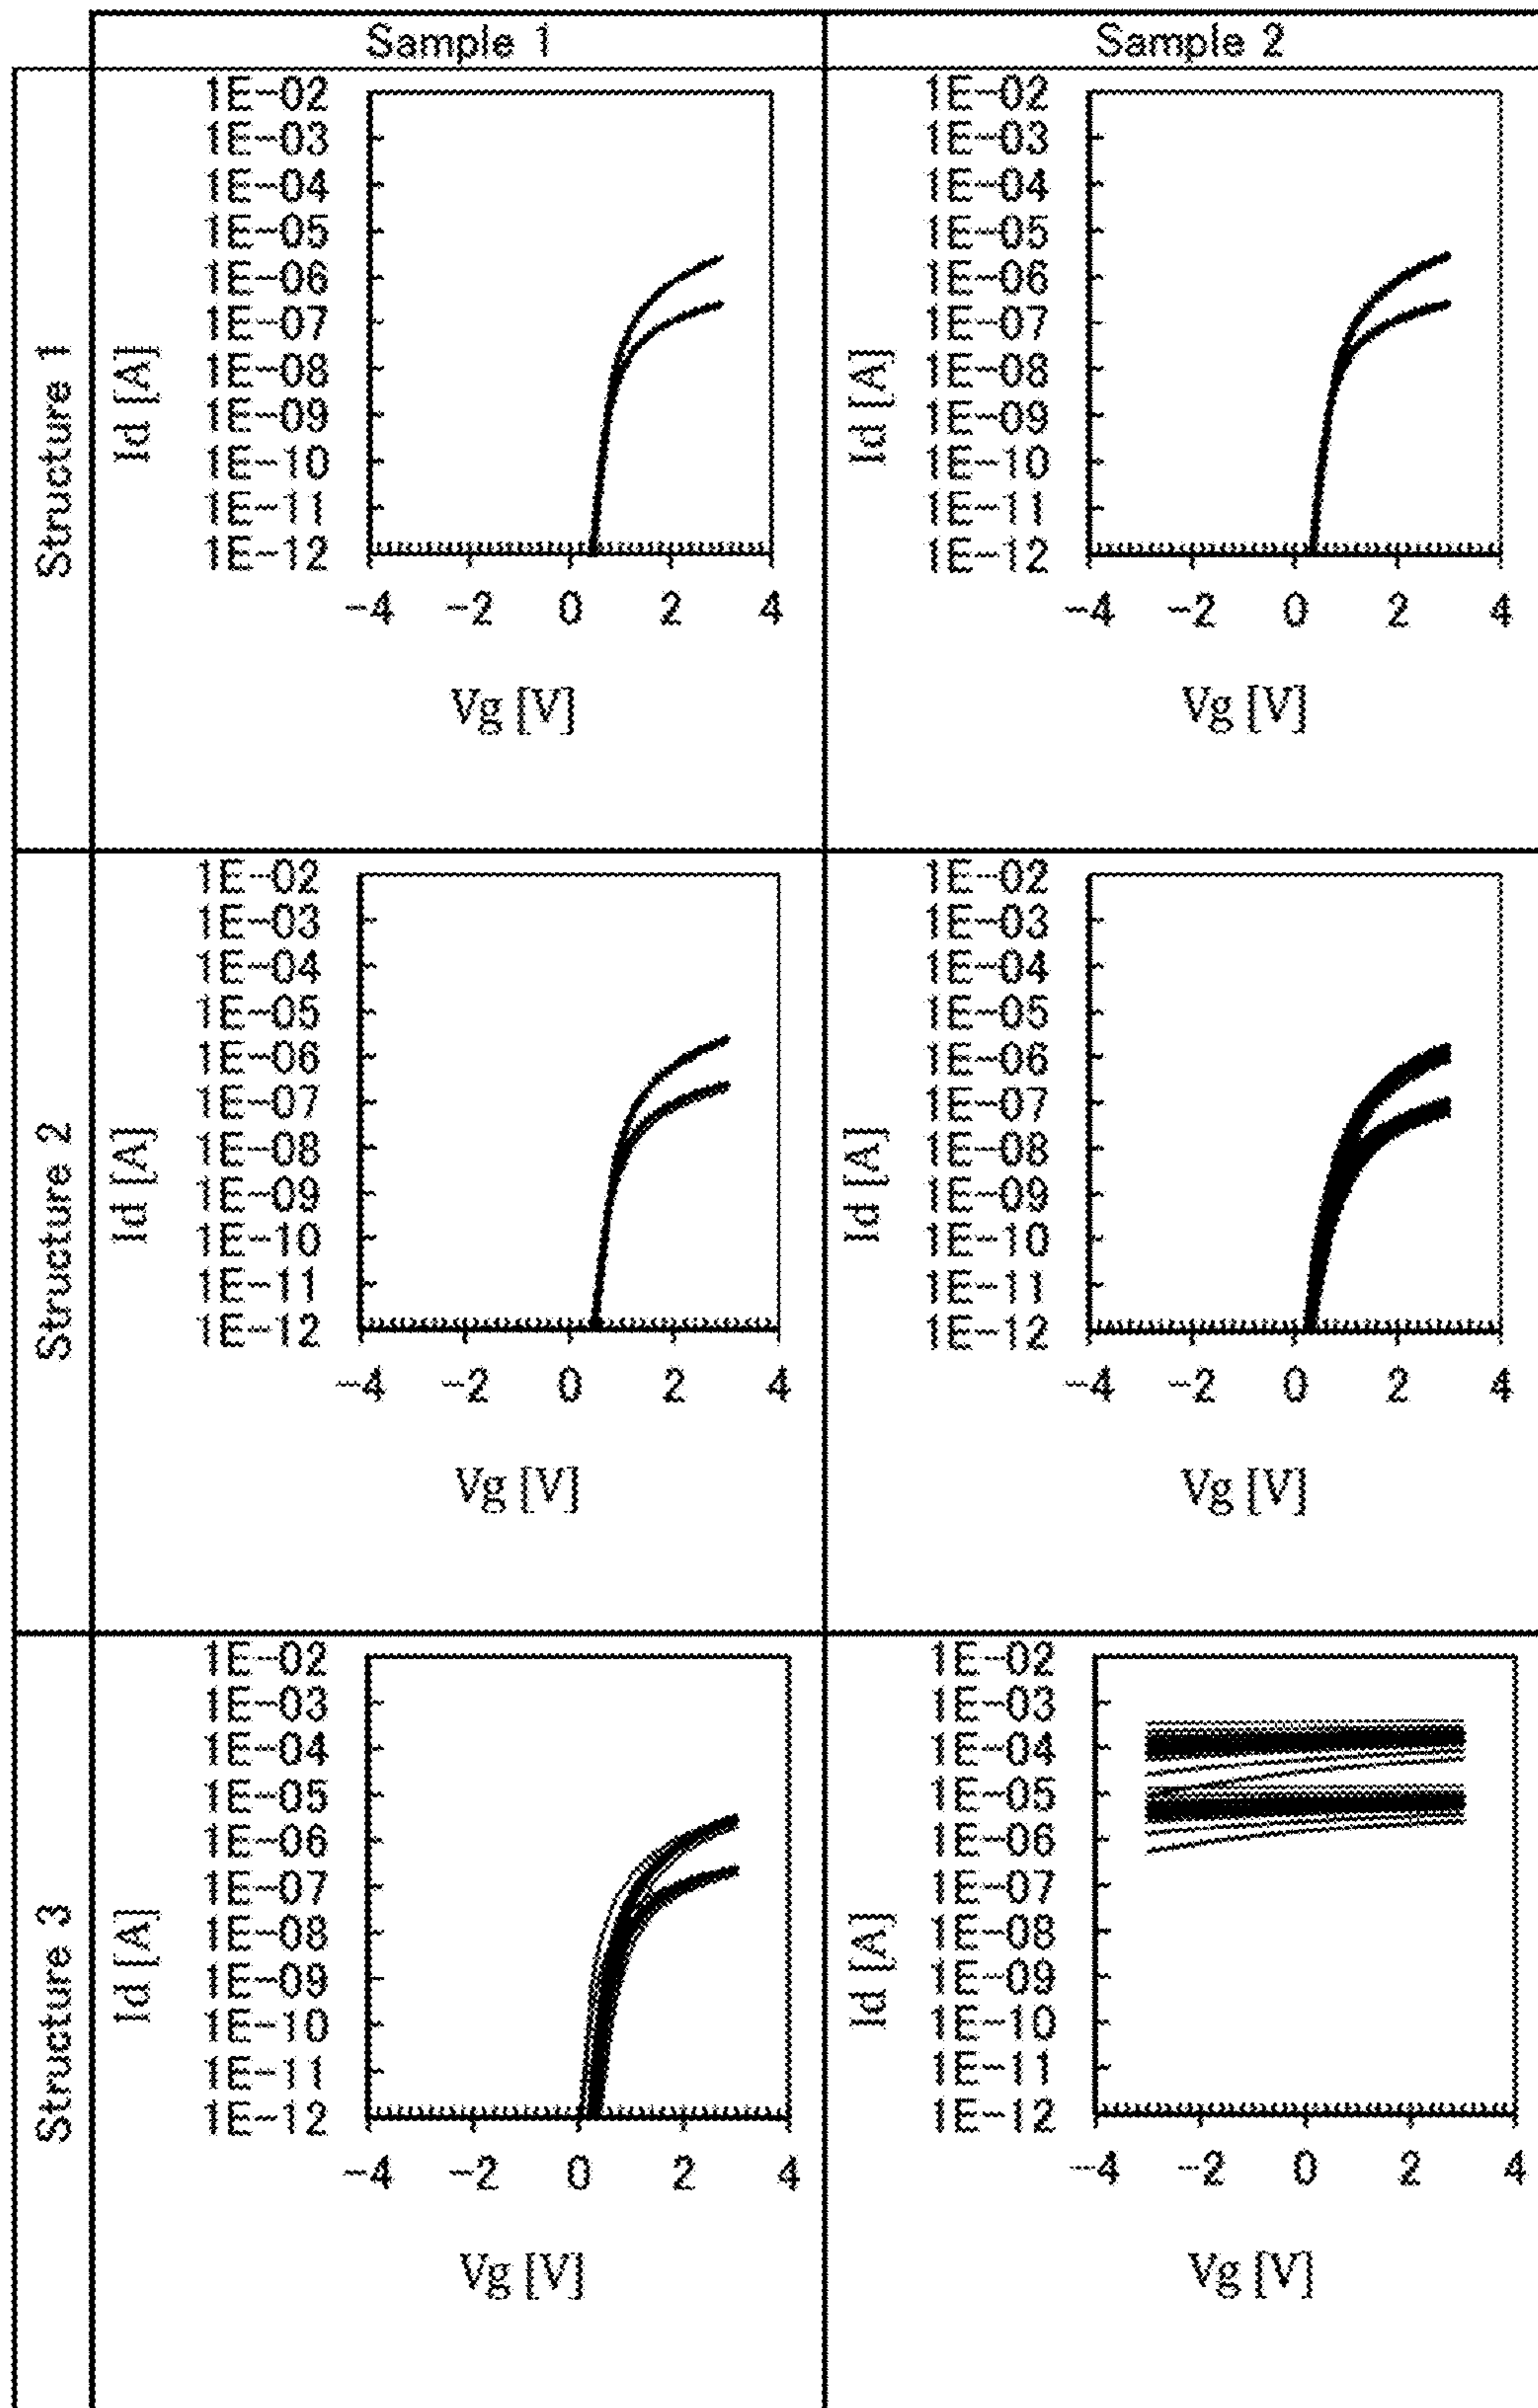 Sample 1
Sample 2
Structure 1
Id [A]
1E-02
1E-03
1E-04
1E-05
1E-06
1E-07
1E-08
1E-09
1E-10
1E-11
1E-12
-4 -2 0 2 4
Vg [V]
Id [A]
1E-02
1E-03
1E-04
1E-05
1E-06
1E-07
1E-08
1E-09
1E-10
1E-11
1E-12
-4 -2 0 2 4
Vg [V]
Structure 2
Id [A]
1E-02
1E-03
1E-04
1E-05
1E-06
1E-07
1E-08
1E-09
1E-10
1E-11
1E-12
-4 -2 0 2 4
Vg [V]
Id [A]
1E-02
1E-03
1E-04
1E-05
1E-06
1E-07
1E-08
1E-09
1E-10
1E-11
1E-12
-4 -2 0 2 4
Vg [V]
Structure 3
Id [A]
1E-02
1E-03
1E-04
1E-05
1E-06
1E-07
1E-08
1E-09
1E-10
1E-11
1E-12
-4 -2 0 2 4
Vg [V]
Id [A]
1E-02
1E-03
1E-04
1E-05
1E-06
1E-07
1E-08
1E-09
1E-10
1E-11
1E-12
-4 -2 0 2 4
Vg [V]